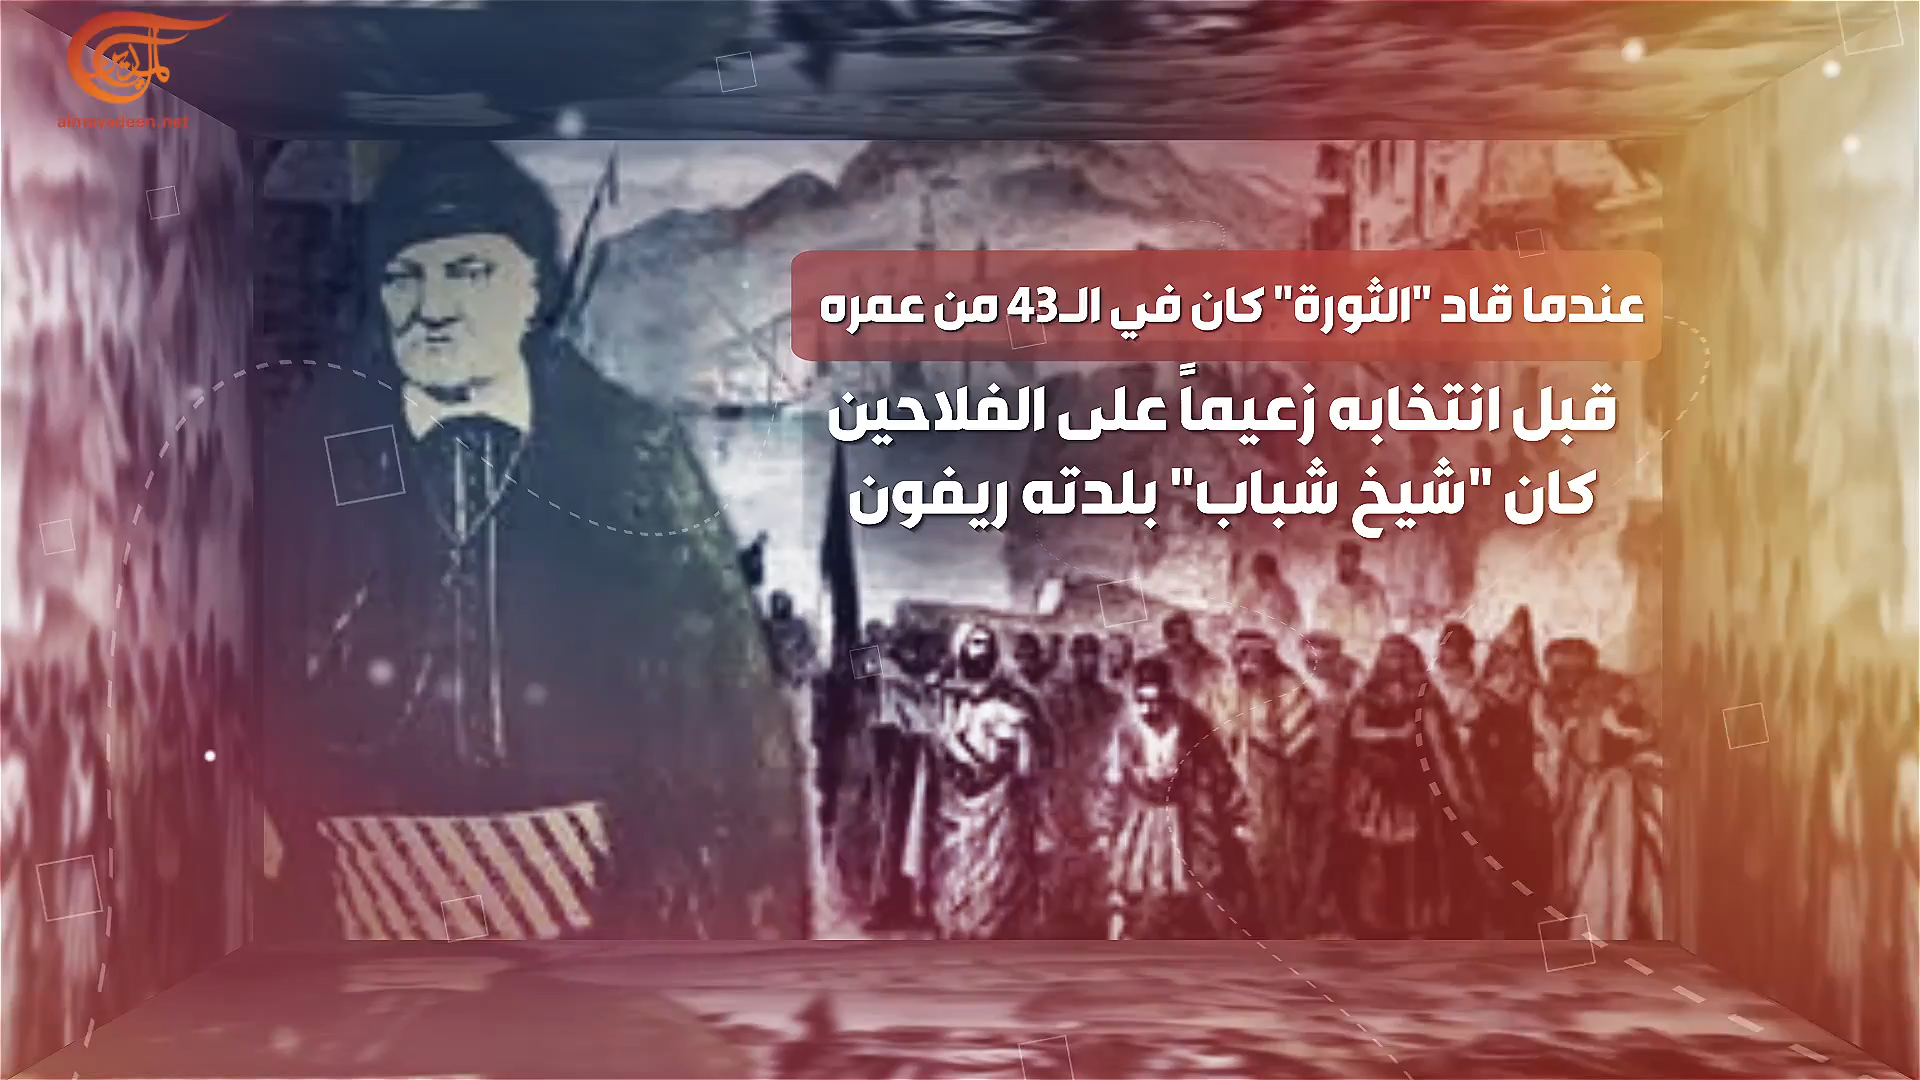 الميادين
almayadeen.net
عندما قاد "الثورة" كان في الـ43 من عمره
قبل انتخابه زعيماً على الفلاحين
كان "شيخ شباب" بلدته ريفون